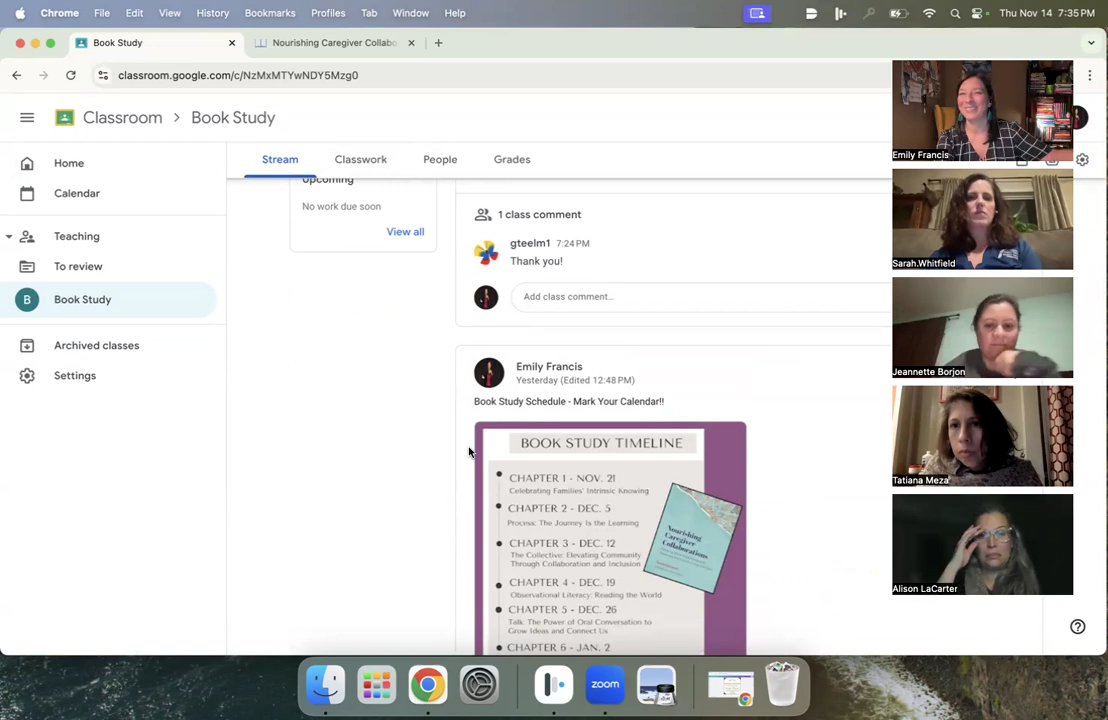 Chrome File Edit View History Bookmarks Profiles Tab Window Help Thu Nov 14 7:35 PM
Book Study
Nourishing Caregiver Collabo
classroom.google.com/c/NzMxMTYwNDY5Mzg0
Classroom > Book Study
Stream Classwork People Grades
Home
Calendar
Teaching
To review
B Book Study
Archived classes
Settings
Upcoming
No work due soon
View all
1 class comment
gteelm1 7:24 PM
Thank you!
Add class comment...
Emily Francis
Yesterday (Edited 12:48 PM)
Book Study Schedule - Mark Your Calendar!!
BOOK STUDY TIMELINE
CHAPTER 1 - NOV. 21
Celebrating Families' Intrinsic Knowing
CHAPTER 2 - DEC. 5
Process: The Journey Is the Learning
CHAPTER 3 - DEC. 12
The Collective: Elevating Community
Through Collaboration and Inclusion
CHAPTER 4 - DEC. 19
Observational Literacy: Reading the World
CHAPTER 5 - DEC. 26
Talk: The Power of Oral Conversation to
Grow Ideas and Connect Us
CHAPTER 6 - JAN. 2
Nourishing
Caregiver
Collaborations
Emily Francis
Sarah.Whitfield
Jeannette Borjon
Tatiana Meza
Alison LaCarter
zoom